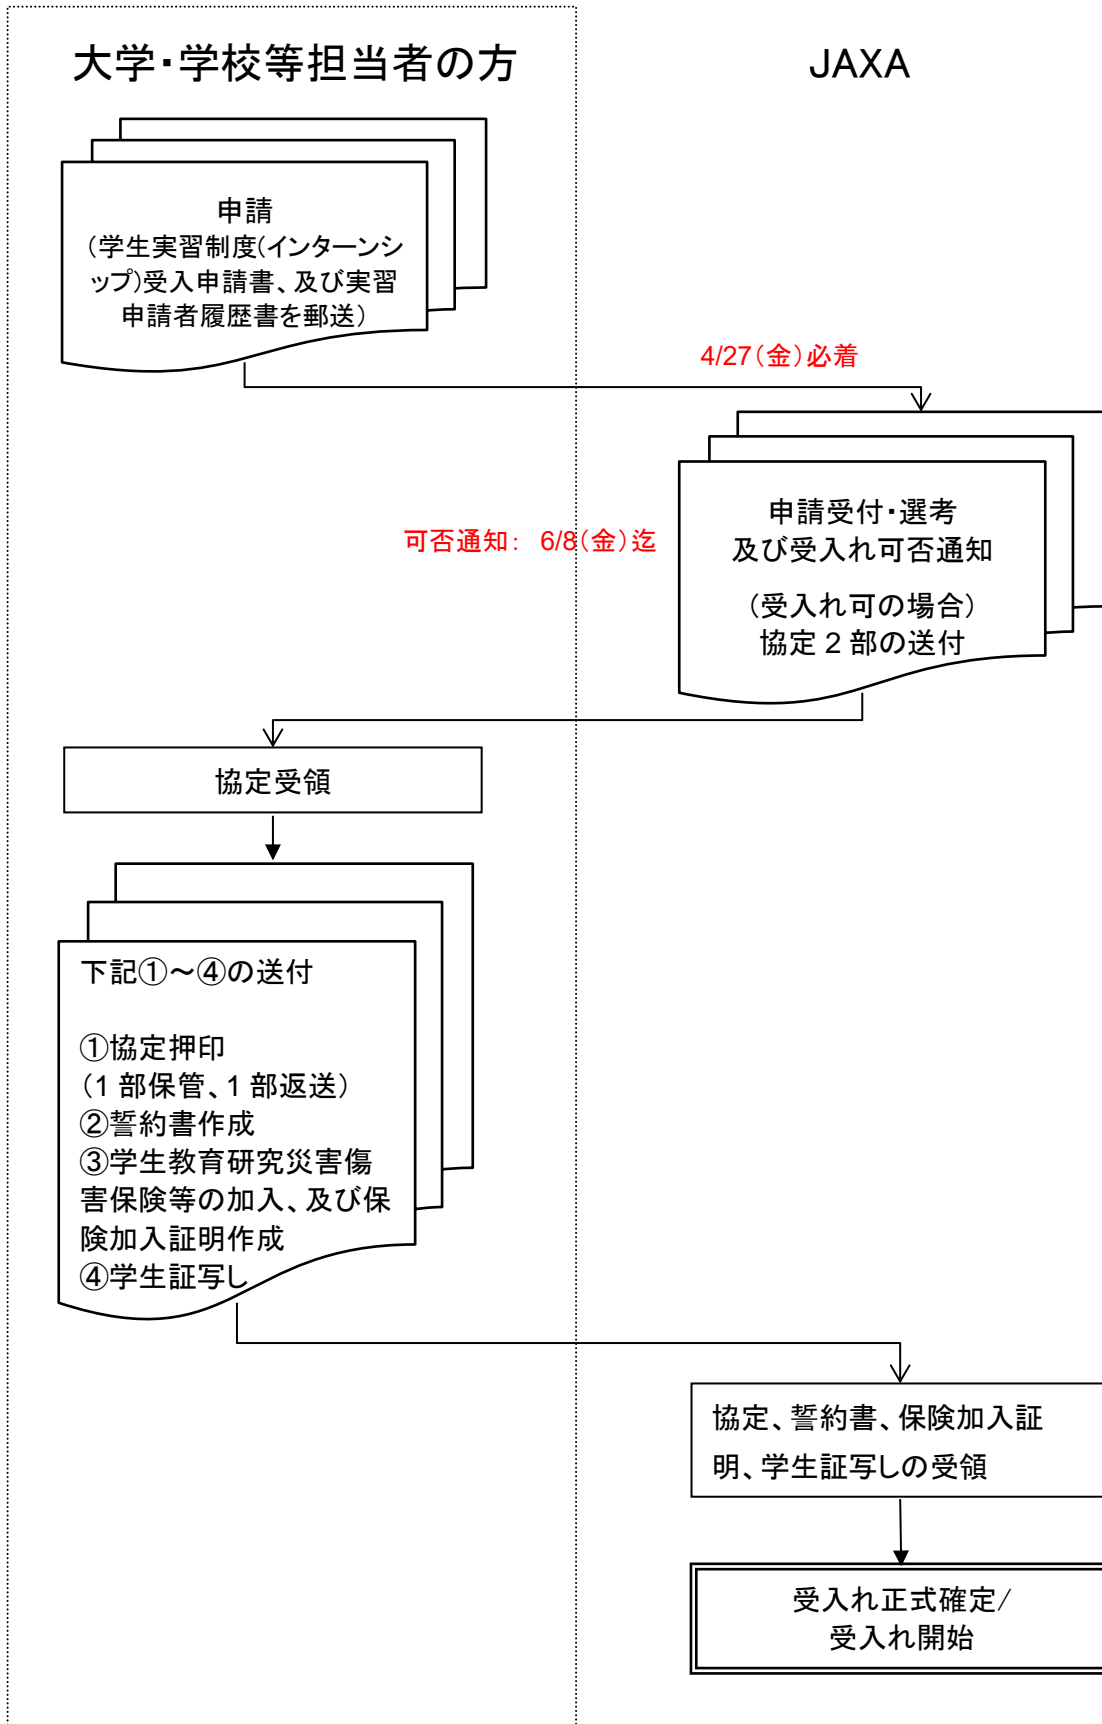 大学・学校等担当者の方
JAXA
申請
(学生実習制度(インターンシ
ップ)受入申請書、及び実習
申請者履歴書を郵送)
4/27(金)必着
申請受付・選考
及び受入れ可否通知
(受入れ可の場合)
協定 2 部の送付
可否通知: 6/8(金)迄
協定受領
下記①～④の送付
①協定押印
(1 部保管、1 部返送)
②誓約書作成
③学生教育研究災害傷
害保険等の加入、及び保
険加入証明作成
④学生証写し
協定、誓約書、保険加入証
明、学生証写しの受領
受入れ正式確定/
受入れ開始